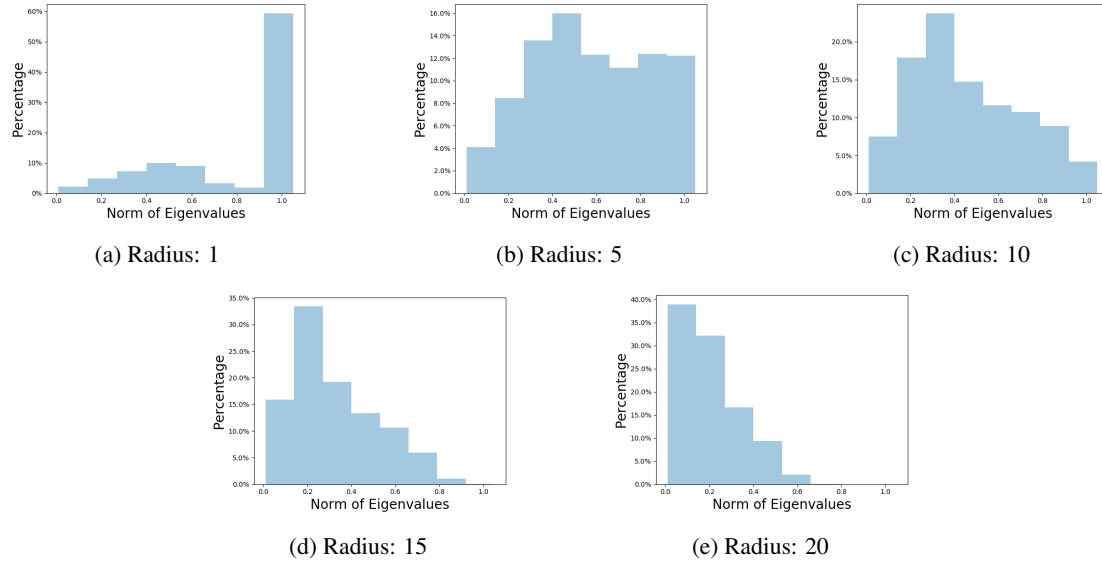 60%
50%
40%
30%
20%
10%
0%
Percentage
0.0 0.2 0.4 0.6 0.8 1.0
Norm of Eigenvalues
(a) Radius: 1
16.0%
14.0%
12.0%
10.0%
8.0%
6.0%
4.0%
2.0%
0.0%
Percentage
0.0 0.2 0.4 0.6 0.8 1.0
Norm of Eigenvalues
(b) Radius: 5
20.0%
15.0%
10.0%
5.0%
0.0%
Percentage
0.0 0.2 0.4 0.6 0.8 1.0
Norm of Eigenvalues
(c) Radius: 10
35.0%
30.0%
25.0%
20.0%
15.0%
10.0%
5.0%
0.0%
Percentage
0.0 0.2 0.4 0.6 0.8 1.0
Norm of Eigenvalues
(d) Radius: 15
40.0%
35.0%
30.0%
25.0%
20.0%
15.0%
10.0%
5.0%
0.0%
Percentage
0.0 0.2 0.4 0.6 0.8 1.0
Norm of Eigenvalues
(e) Radius: 20